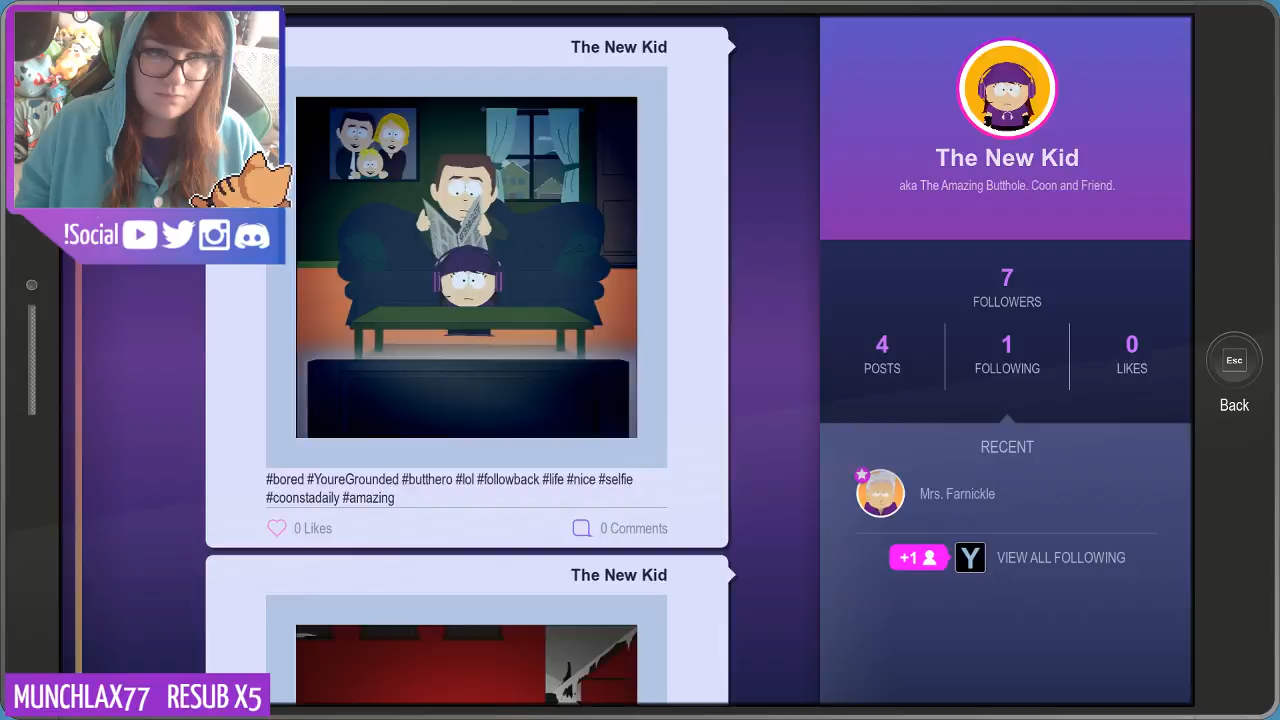 The New Kid
#bored #YoureGrounded #butthero #lol #followback #life #nice #selfie
#coonstadaily #amazing
0 Likes
0 Comments
The New Kid
!Social
MUNCHLAX77 RESUB X5
The New Kid
aka The Amazing Butthole. Coon and Friend.
7
FOLLOWERS
4
POSTS
1
FOLLOWING
0
LIKES
RECENT
Mrs. Farnickle
+1
Y
VIEW ALL FOLLOWING
Esc
Back